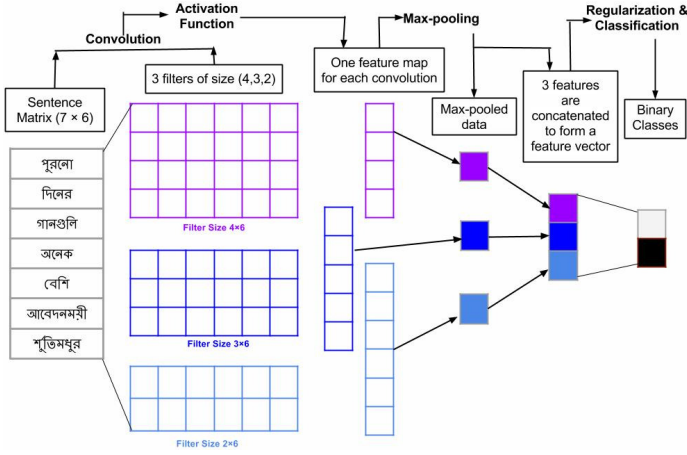 Activation
Function
Convolution
Max-pooling
Regularization &
Classification
3 filters of size (4,3,2)
One feature map
for each convolution
Sentence
Matrix (7 × 6)
Max-pooled
data
3 features
are
concatenated
to form a
feature vector
Binary
Classes
পুরনো
দিনের
গানগুলি
অনেক
বেশি
আবেদনময়ী
শ্রুতিমধুর
Filter Size 4×6
Filter Size 3×6
Filter Size 2×6